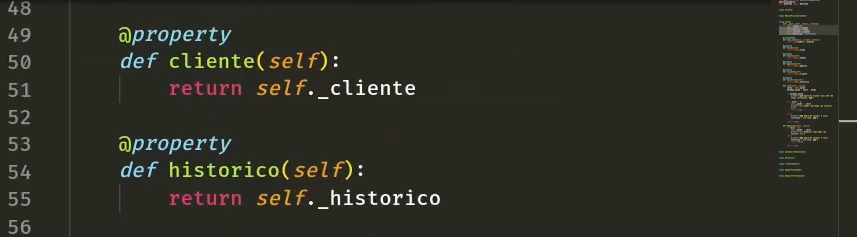 48
49 @property
50 def cliente(self):
51 return self._cliente
52
53 @property
54 def historico(self):
55 return self._historico
56